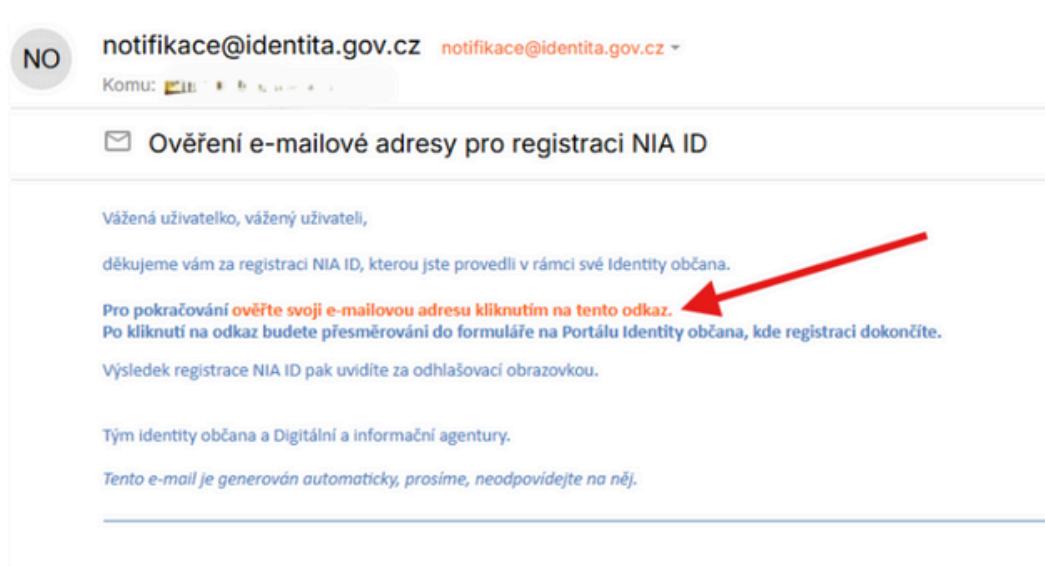 NO
notifikace@identita.gov.cz notifikace@identita.gov.cz
Komu:
Ověření e-mailové adresy pro registraci NIA ID
Vážená uživatelko, vážený uživateli,
děkujeme vám za registraci NIA ID, kterou jste provedli v rámci své Identity občana.
Pro pokračování ověřte svoji e-mailovou adresu kliknutím na tento odkaz.
Po kliknutí na odkaz budete přesměrováni do formuláře na Portálu Identity občana, kde registraci dokončíte.
Výsledek registrace NIA ID pak uvidíte za odhlašovací obrazovkou.
Tým identity občana a Digitální a informační agentury.
Tento e-mail je generován automaticky, prosíme, neodpovídejte na něj.